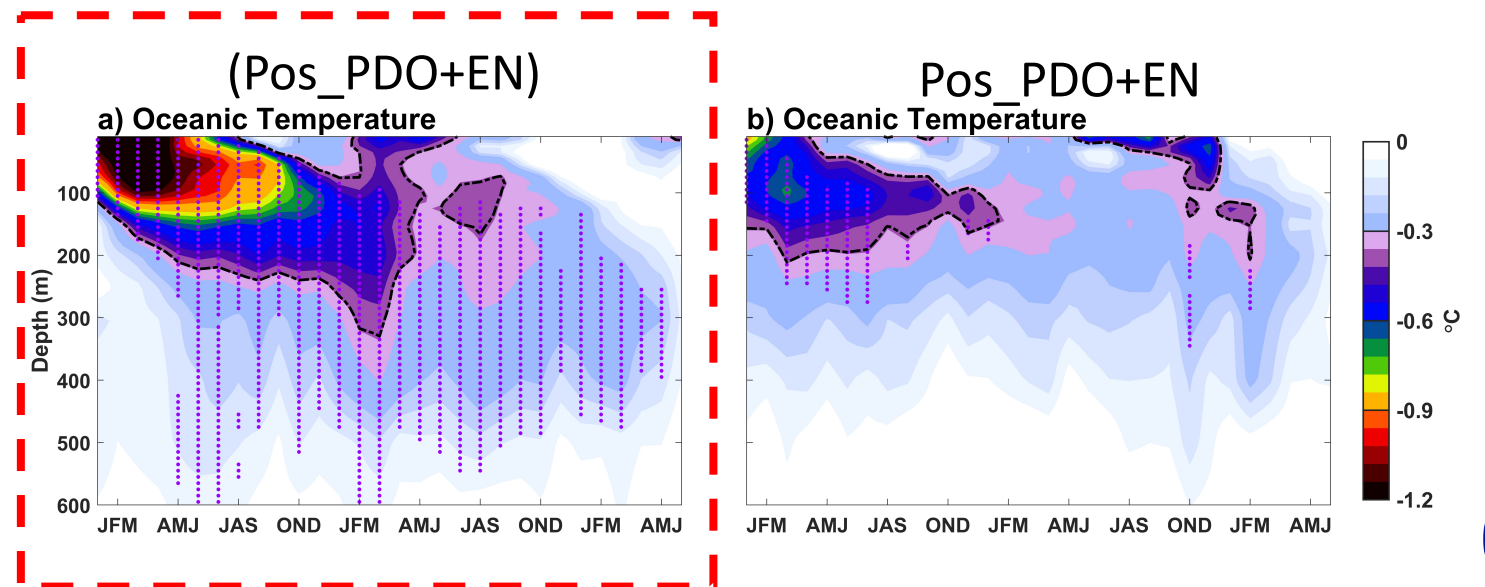 (Pos_PDO+EN)
a) Oceanic Temperature
Depth (m)
100
200
300
400
500
600
JFM AMJ JAS OND JFM AMJ JAS OND JFM AMJ
Pos_PDO+EN
b) Oceanic Temperature
JFM AMJ JAS OND JFM AMJ JAS OND JFM AMJ
0
-0.3
-0.6
-0.9
-1.2
°C